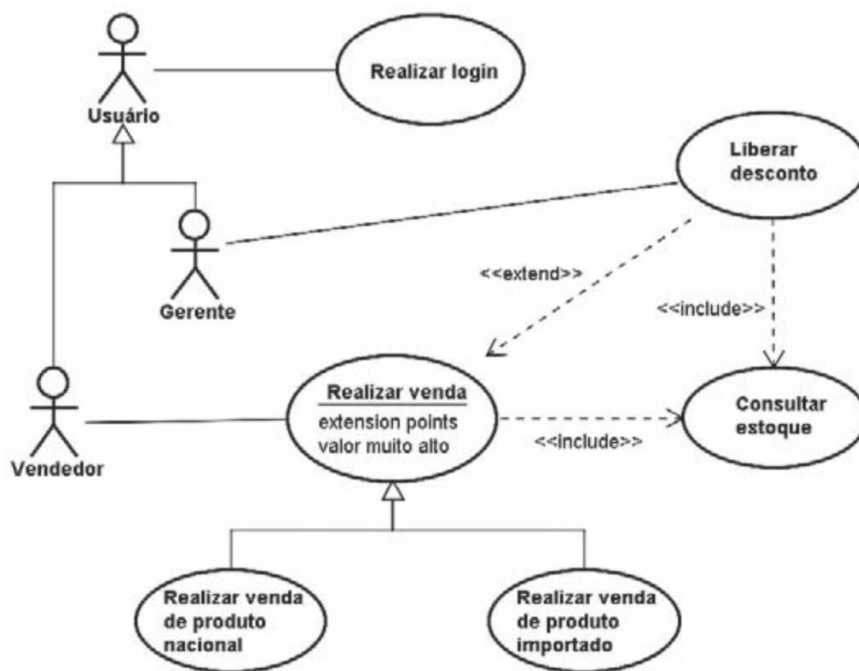 Realizar login
Usuário
Liberar
desconto
<<extend>>
<<include>>
Gerente
Realizar venda
extension points
valor muito alto
<<include>>
Consultar
estoque
Vendedor
Realizar venda
de produto
nacional
Realizar venda
de produto
importado